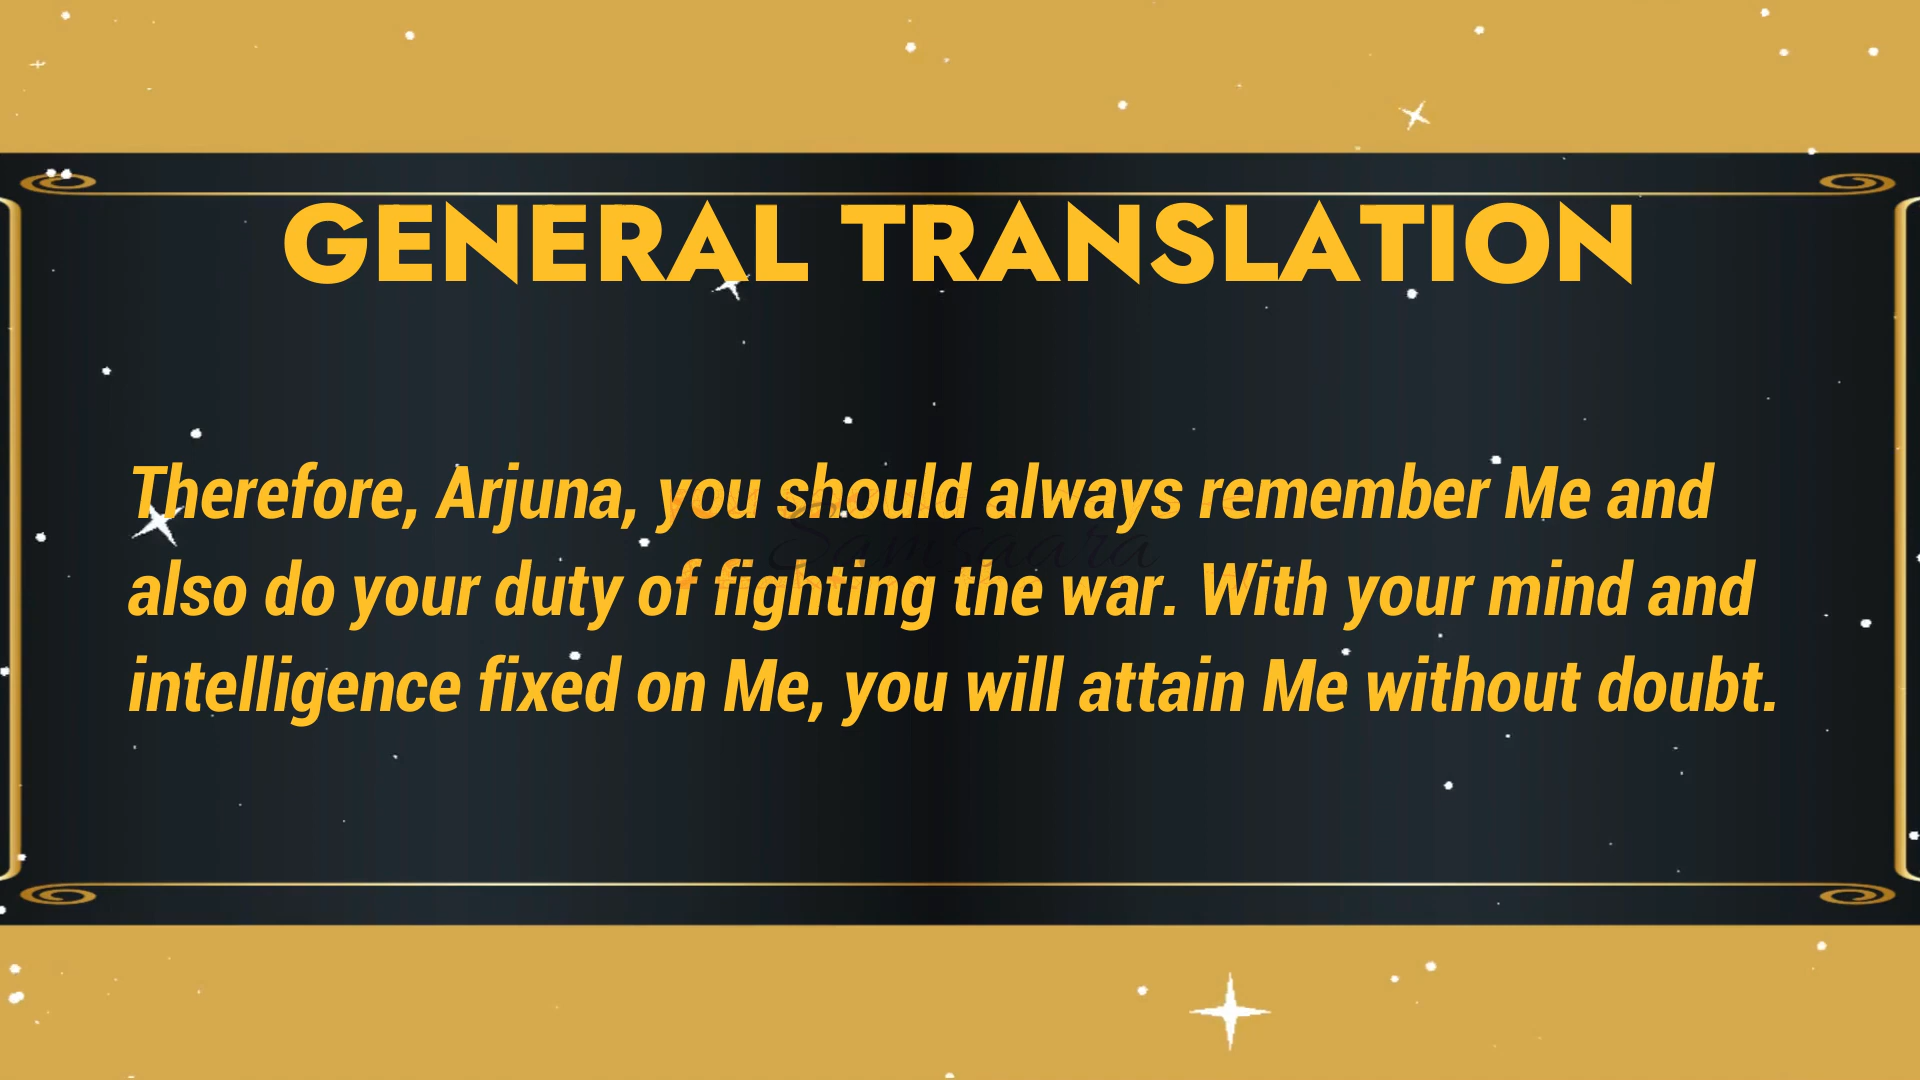 GENERAL TRANSLATION
Therefore, Arjuna, you should always remember Me and
Samsaara
also do your duty of fighting the war. With your mind and
intelligence fixed on Me, you will attain Me without doubt.